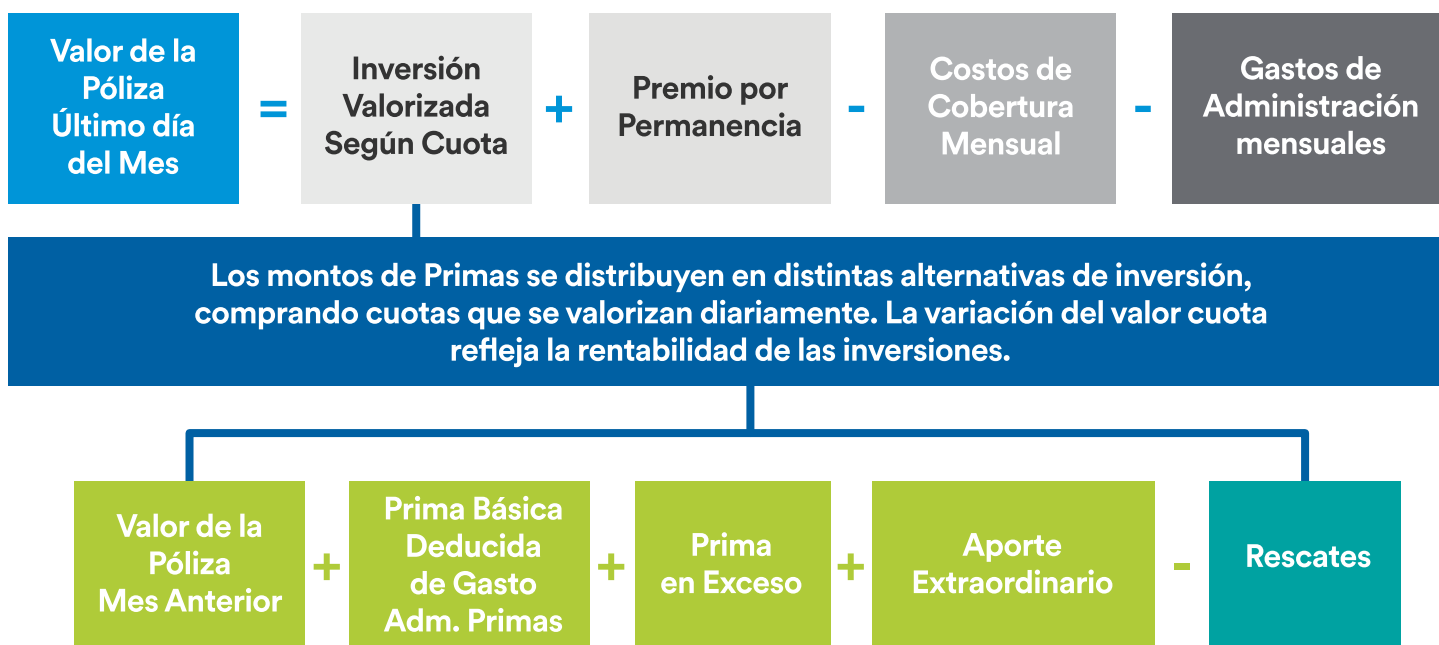 Valor de la
Póliza
Último día
del Mes
=
Inversión
Valorizada
Según Cuota
+
Premio por
Permanencia
-
Costos de
Cobertura
Mensual
-
Gastos de
Administración
mensuales
Los montos de Primas se distribuyen en distintas alternativas de inversión,
comprando cuotas que se valorizan diariamente. La variación del valor cuota
refleja la rentabilidad de las inversiones.
Valor de la
Póliza
Mes Anterior
+
Prima Básica
Deducida
de Gasto
Adm. Primas
+
Prima
en Exceso
+
Aporte
Extraordinario
-
Rescates